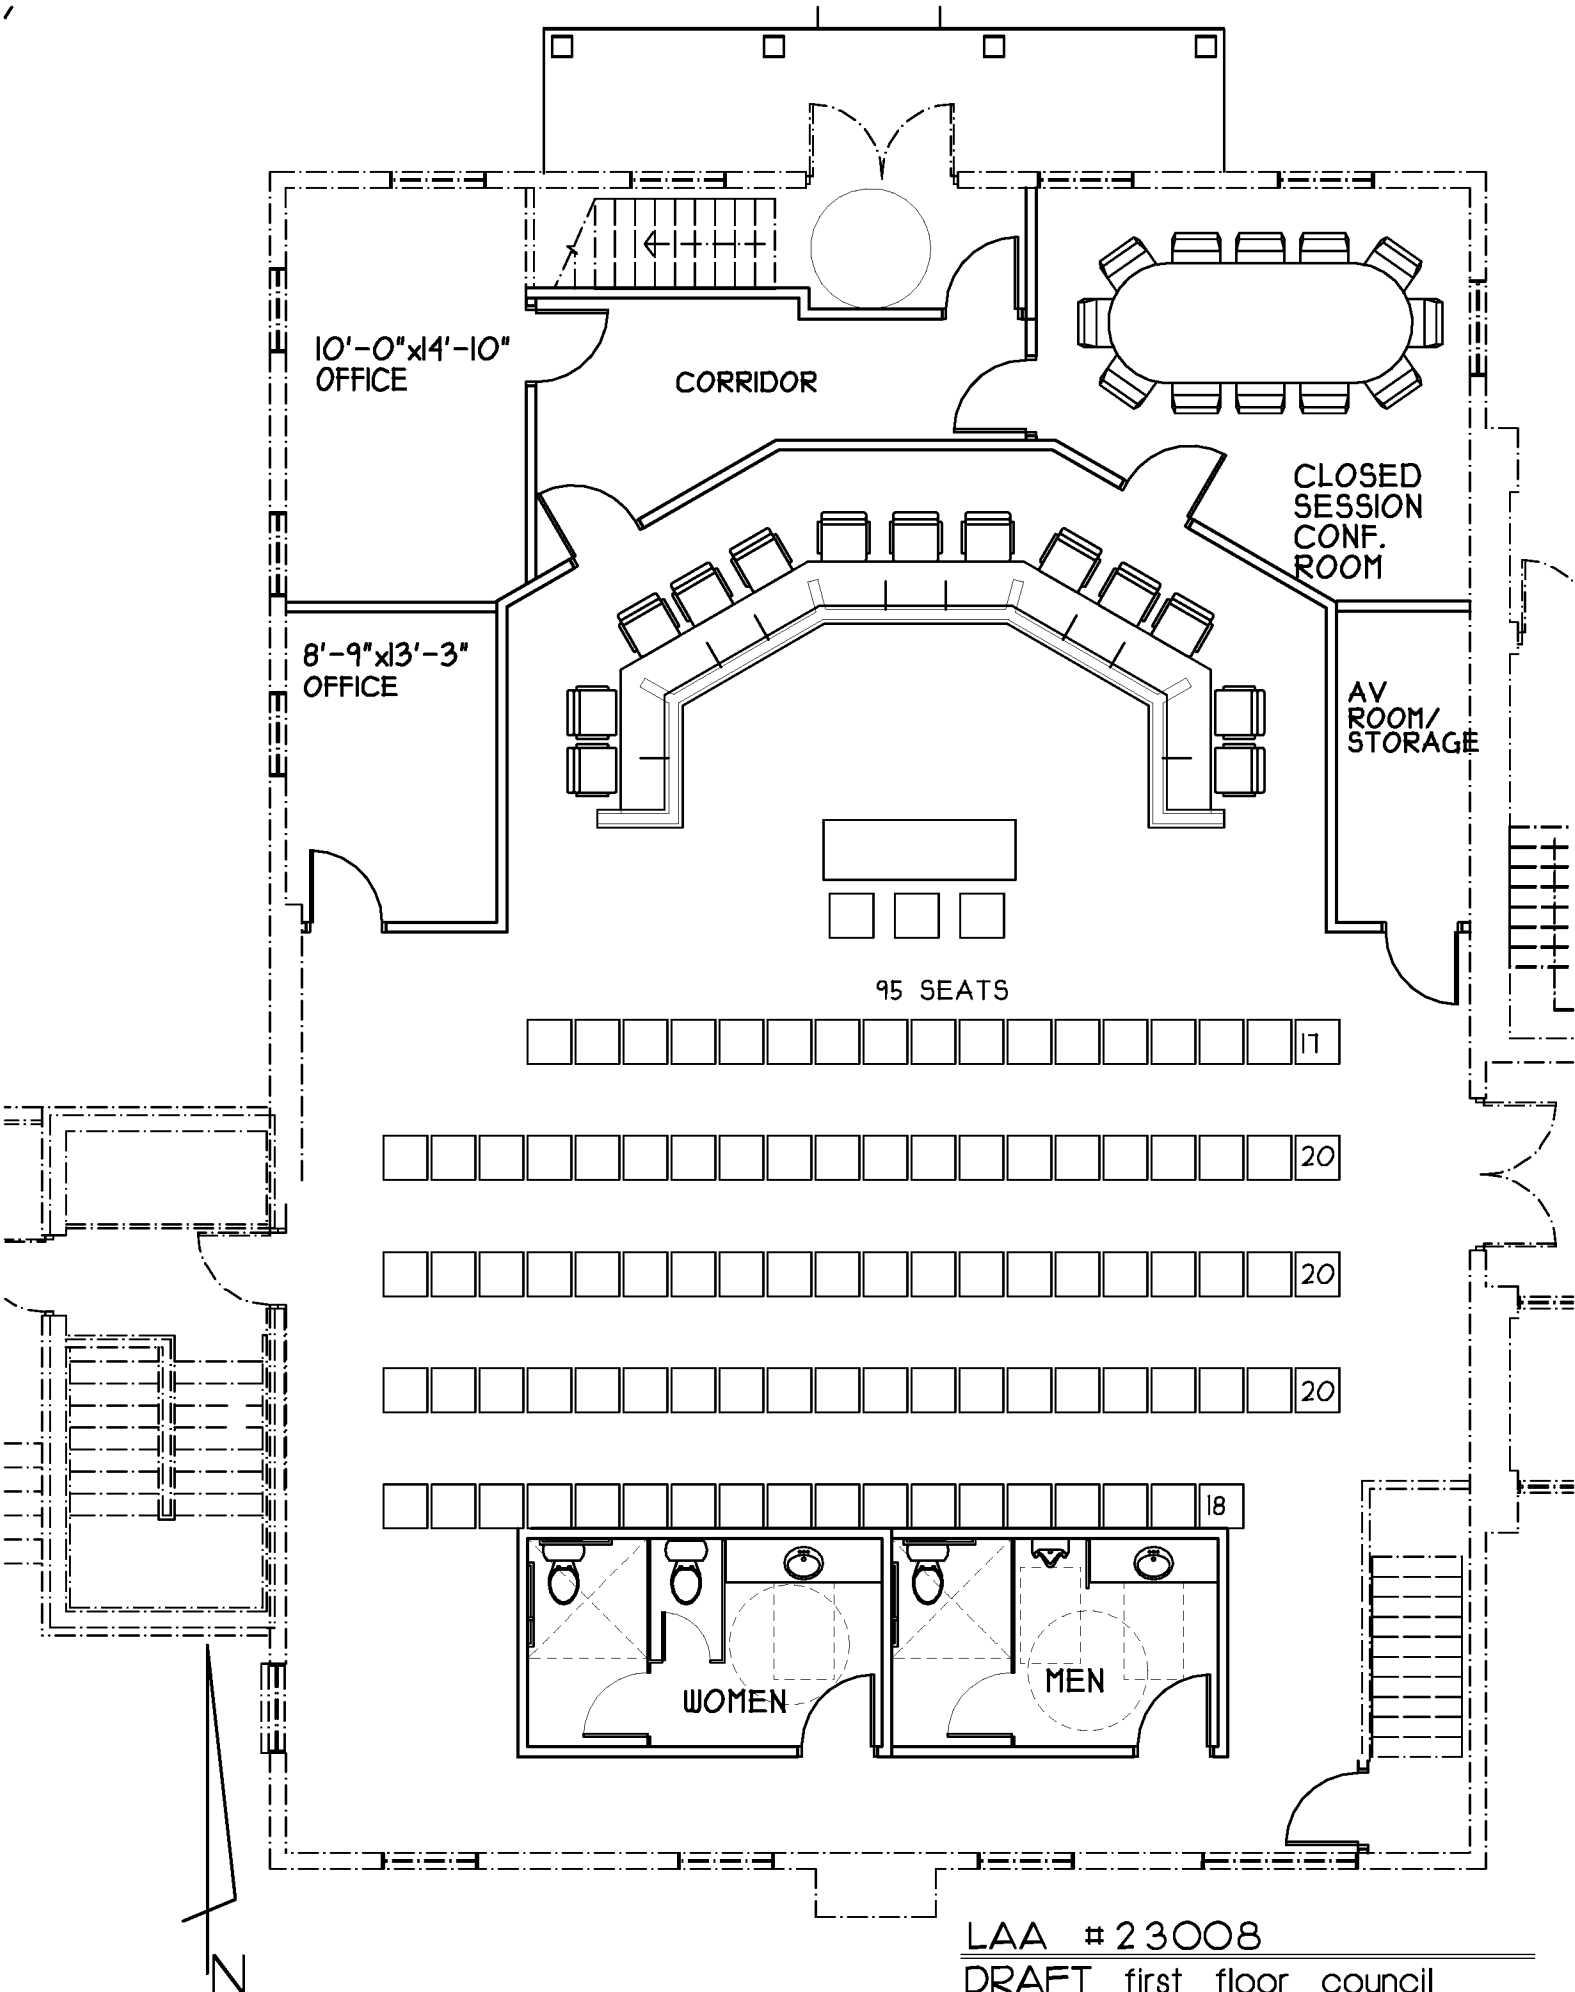 10'-0"x14'-10"
OFFICE
CORRIDOR
CLOSED
SESSION
CONF.
ROOM
8'-9"x13'-3"
OFFICE
AV
ROOM/
STORAGE
95 SEATS
17
20
20
20
18
WOMEN
MEN
N
LAA #23008
DRAFT first floor council